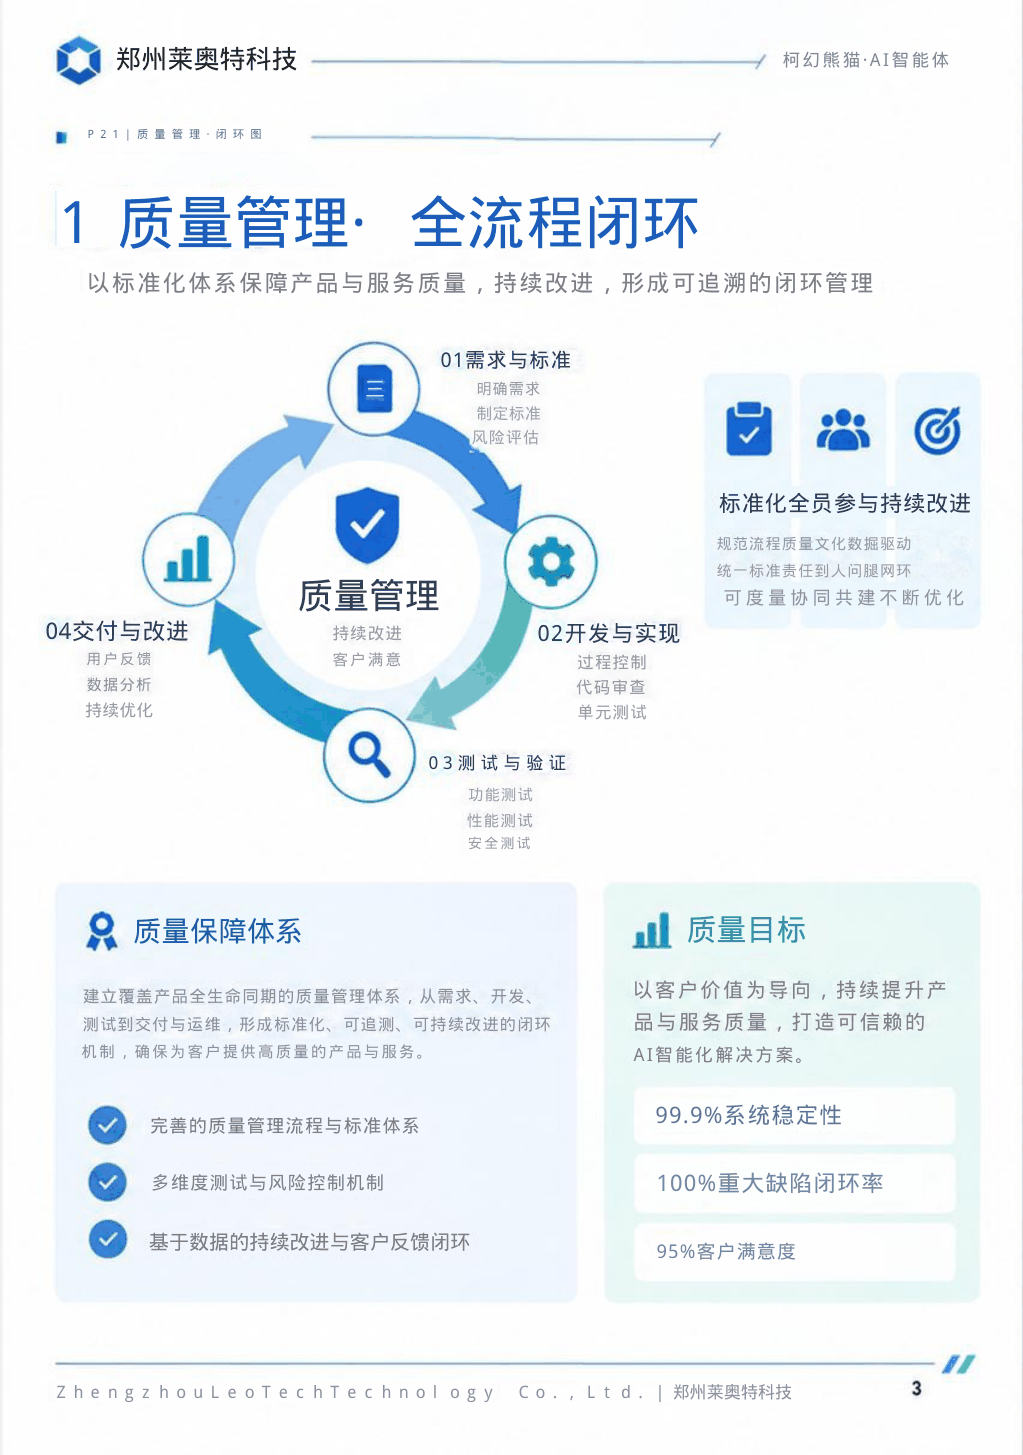 郑州莱奥特科技
柯幻熊猫·AI智能体
P21|质量管理·闭环图
1 质量管理· 全流程闭环
以标准化体系保障产品与服务质量，持续改进，形成可追溯的闭环管理
01需求与标准
明确需求
制定标准
风险评估
标准化全员参与持续改进
规范流程质量文化数掘驱动
统一标准责任到人问腿网环
可度量协同共建不断优化
质量管理
持续改进
客户满意
02开发与实现
过程控制
代码审查
单元测试
04交付与改进
用户反馈
数据分析
持续优化
03测试与验证
功能测试
性能测试
安全测试
质量保障体系
建立覆盖产品全生命同期的质量管理体系，从需求、开发、
测试到交付与运维，形成标准化、可追测、可持续改进的闭环
机制，确保为客户提供高质量的产品与服务。
完善的质量管理流程与标准体系
多维度测试与风险控制机制
基于数据的持续改进与客户反馈闭环
质量目标
以客户价值为导向，持续提升产
品与服务质量，打造可信赖的
AI智能化解决方案。
99.9%系统稳定性
100%重大缺陷闭环率
95%客户满意度
ZhengzhouLeoTechTechnology Co.,Ltd.|郑州莱奥特科技
3